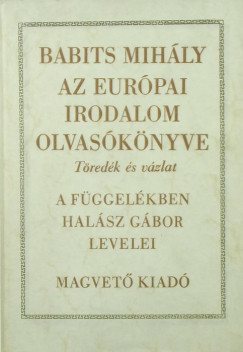 BABITS MIHÁLY
AZ EURÓPAI
IRODALOM
OLVASÓKÖNYVE
Töredék és vázlat
A FÜGGELÉKBEN
HALÁSZ GÁBOR
LEVELEI
MAGVETŐ KIADÓ